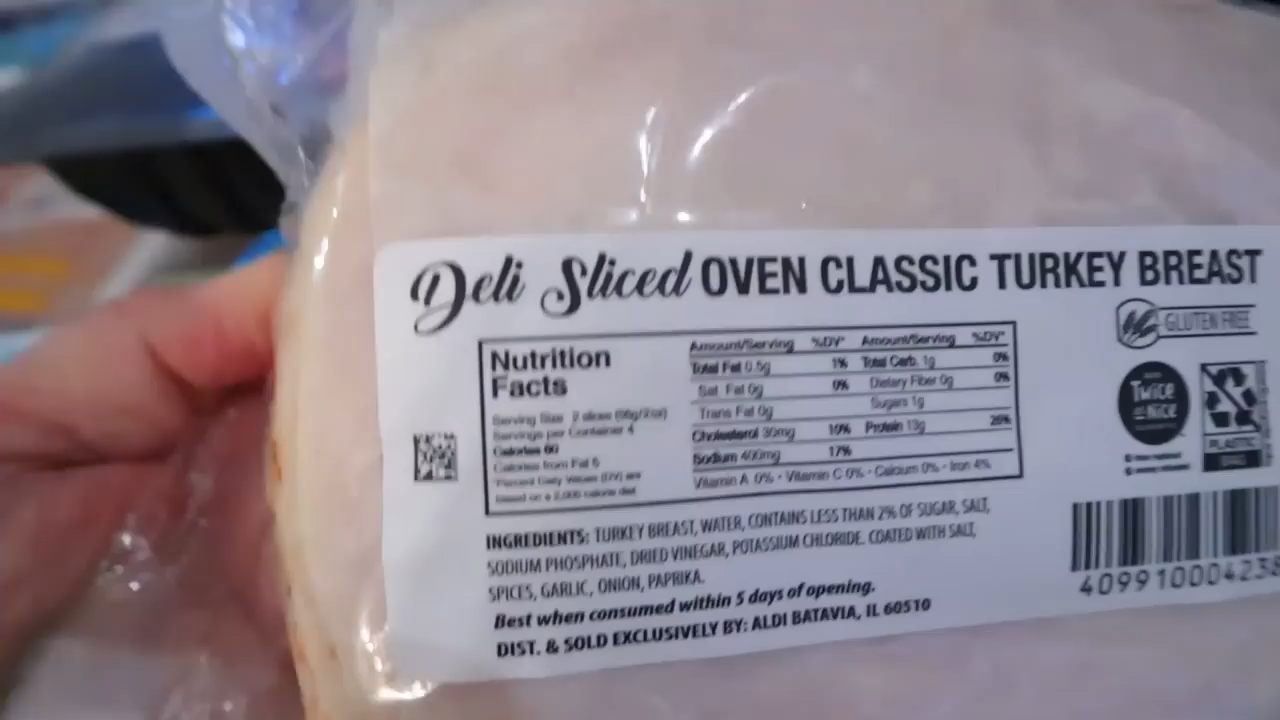 Deli Sliced OVEN CLASSIC TURKEY BREAST
GLUTEN FREE
Nutrition
Facts
Serving Size 2 slices (56g/2oz)
Servings per Container 4
Calories 60
Calories from Fat 5
*Percent Daily Values (DV) are
based on a 2,000 calorie diet
Amount/Serving %DV* Amount/Serving %DV*
Total Fat 0.5g 1% Total Carb. 1g 0%
Sat. Fat 0g 0% Dietary Fiber 0g 0%
Trans Fat 0g Sugars 1g
Cholesterol 30mg 10% Protein 13g 26%
Sodium 400mg 17%
Vitamin A 0% • Vitamin C 0% • Calcium 0% • Iron 4%
Twice
as Nice
PLASTIC
INGREDIENTS: TURKEY BREAST, WATER, CONTAINS LESS THAN 2% OF SUGAR, SALT,
SODIUM PHOSPHATE, DRIED VINEGAR, POTASSIUM CHLORIDE. COATED WITH SALT,
SPICES, GARLIC, ONION, PAPRIKA.
Best when consumed within 5 days of opening.
DIST. & SOLD EXCLUSIVELY BY: ALDI BATAVIA, IL 60510
409910004238